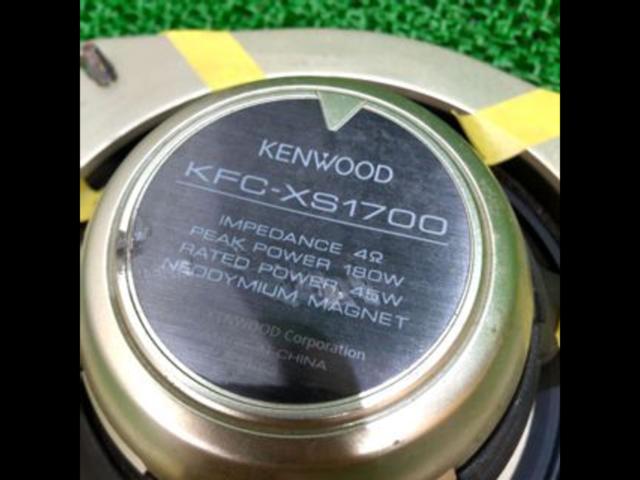 KENWOOD
KFC-XS1700
IMPEDANCE 4Ω
PEAK POWER 180W
RATED POWER 45W
NEODYMIUM MAGNET
KENWOOD Corporation
CHINA